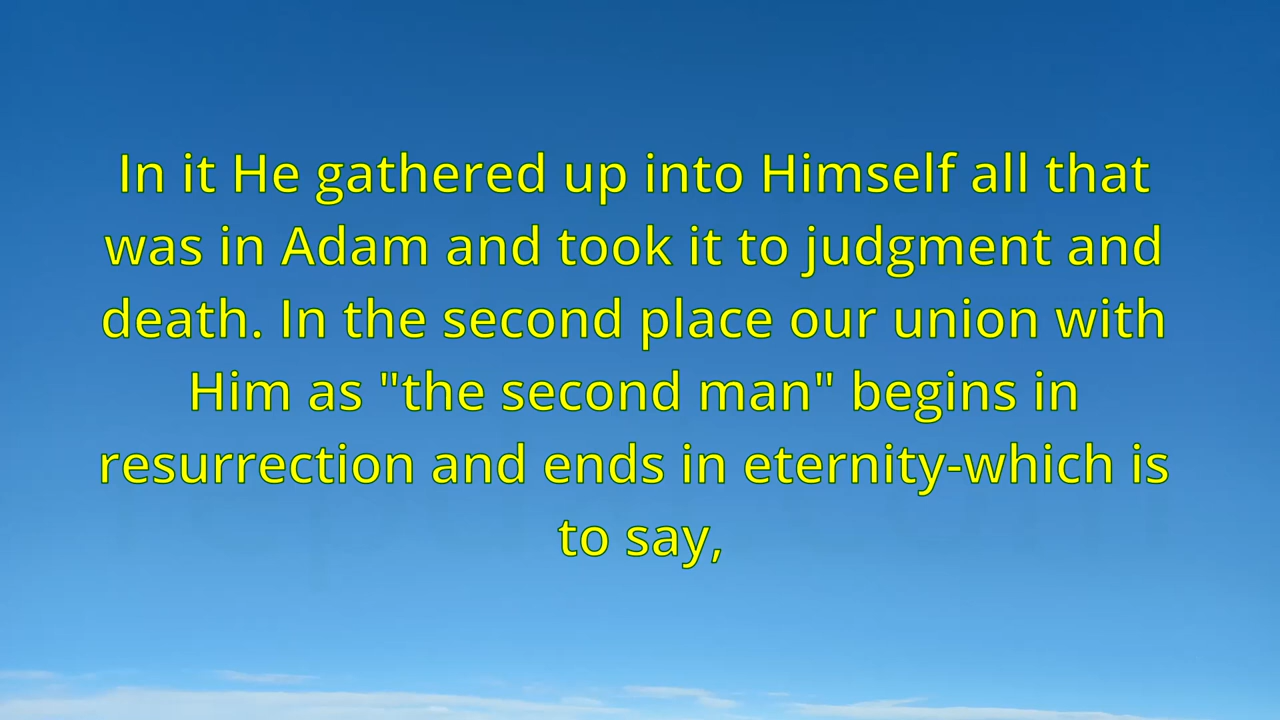 In it He gathered up into Himself all that
was in Adam and took it to judgment and
death. In the second place our union with
Him as "the second man" begins in
resurrection and ends in eternity-which is
to say,